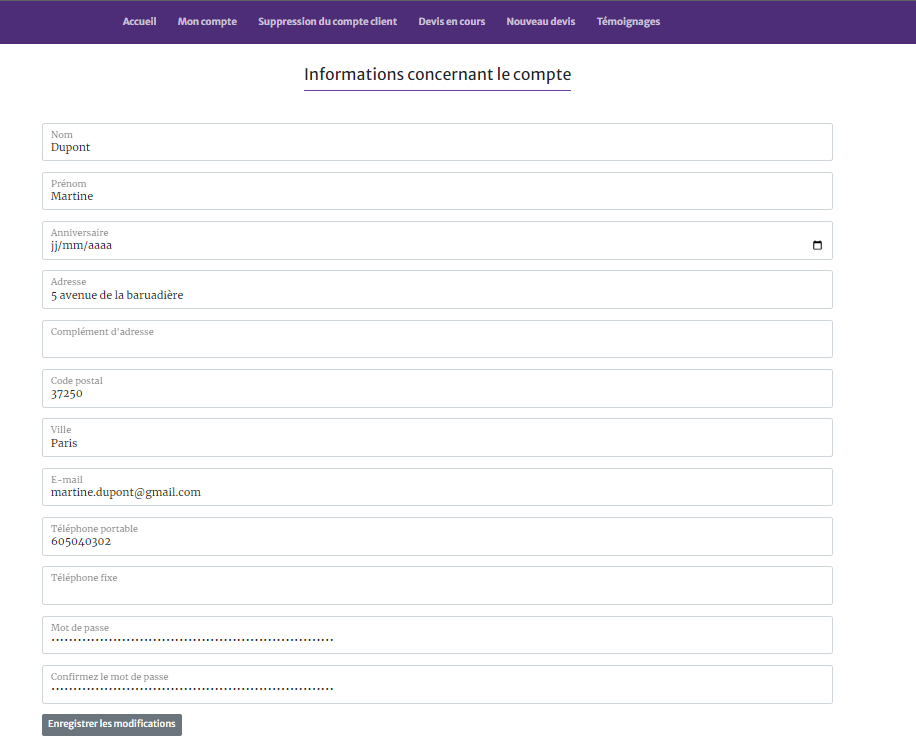 Accueil Mon compte Suppression du compte client Devis en cours Nouveau devis Témoignages
Informations concernant le compte
Nom
Dupont
Prénom
Martine
Anniversaire
jj/mm/aaaa
Adresse
5 avenue de la baruadière
Complément d'adresse
Code postal
37250
Ville
Paris
E-mail
martine.dupont@gmail.com
Téléphone portable
605040302
Téléphone fixe
Mot de passe
Confirmez le mot de passe
Enregistrer les modifications